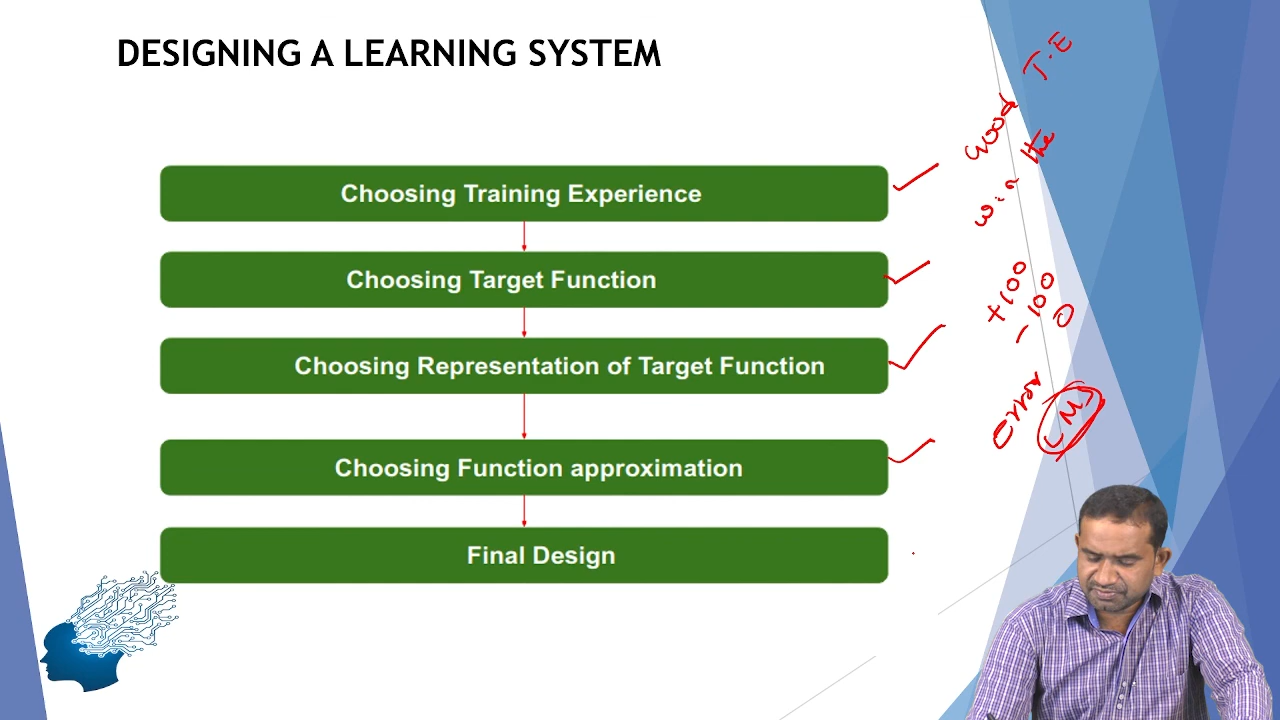 DESIGNING A LEARNING SYSTEM
Good T.E
Choosing Training Experience
win the
Choosing Target Function
+100
-100
0
Choosing Representation of Target Function
error
LMS
Choosing Function approximation
Final Design